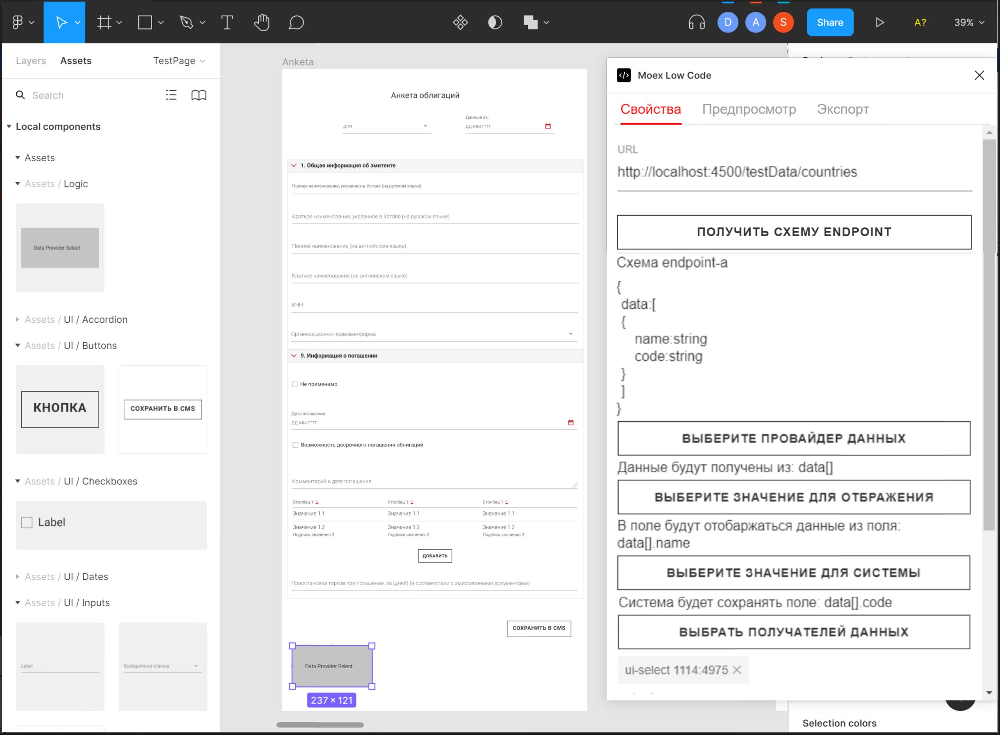 D
A
S
Share
A?
39%
Layers
Assets
TestPage
Search
Local components
Assets
Assets / Logic
Data Provider Select
Assets / UI / Accordion
Assets / UI / Buttons
КНОПКА
СОХРАНИТЬ В CMS
Assets / UI / Checkboxes
Label
Assets / UI / Dates
Assets / UI / Inputs
Label
Выберите из списка
Anketa
Анкета облигаций
для
Данные за:
ДД.ММ.ГГГГ
1. Общая информация об эмитенте
Полное наименование, указанное в Уставе (на русском языке)
Краткое наименование, указанное в Уставе (на русском языке)
Полное наименование (на английском языке)
Краткое наименование (на английском языке)
ИНН
Организационно-правовая форма
9. Информация о погашении
Не применимо
Дата погашения
ДД.ММ.ГГГГ
Возможность досрочного погашения облигаций
Комментарий к дате погашения
Столбец 1 Столбец 1 Столбец 1
Значение 1.1 Значение 1.1 Значение 1.1
Значение 1.2 Значение 1.2 Значение 1.2
Подпись значения 2 Подпись значения 2 Подпись значения 2
ДОБАВИТЬ
Приостановка торгов при погашении, за (дней) (в соответствии с эмиссионными документами)
СОХРАНИТЬ В CMS
Data Provider Select
237 × 121
</> Moex Low Code
Свойства Предпросмотр Экспорт
URL
http://localhost:4500/testData/countries
ПОЛУЧИТЬ СХЕМУ ENDPOINT
Схема endpoint-а
{
data:[
{
name:string
code:string
}
]
}
ВЫБЕРИТЕ ПРОВАЙДЕР ДАННЫХ
Данные будут получены из: data[]
ВЫБЕРИТЕ ЗНАЧЕНИЕ ДЛЯ ОТБРАЖЕНИЯ
В поле будут отобаржаться данные из поля:
data[].name
ВЫБЕРИТЕ ЗНАЧЕНИЕ ДЛЯ СИСТЕМЫ
Система будет сохранять поле: data[].code
ВЫБРАТЬ ПОЛУЧАТЕЛЕЙ ДАННЫХ
ui-select 1114:4975
Selection colors